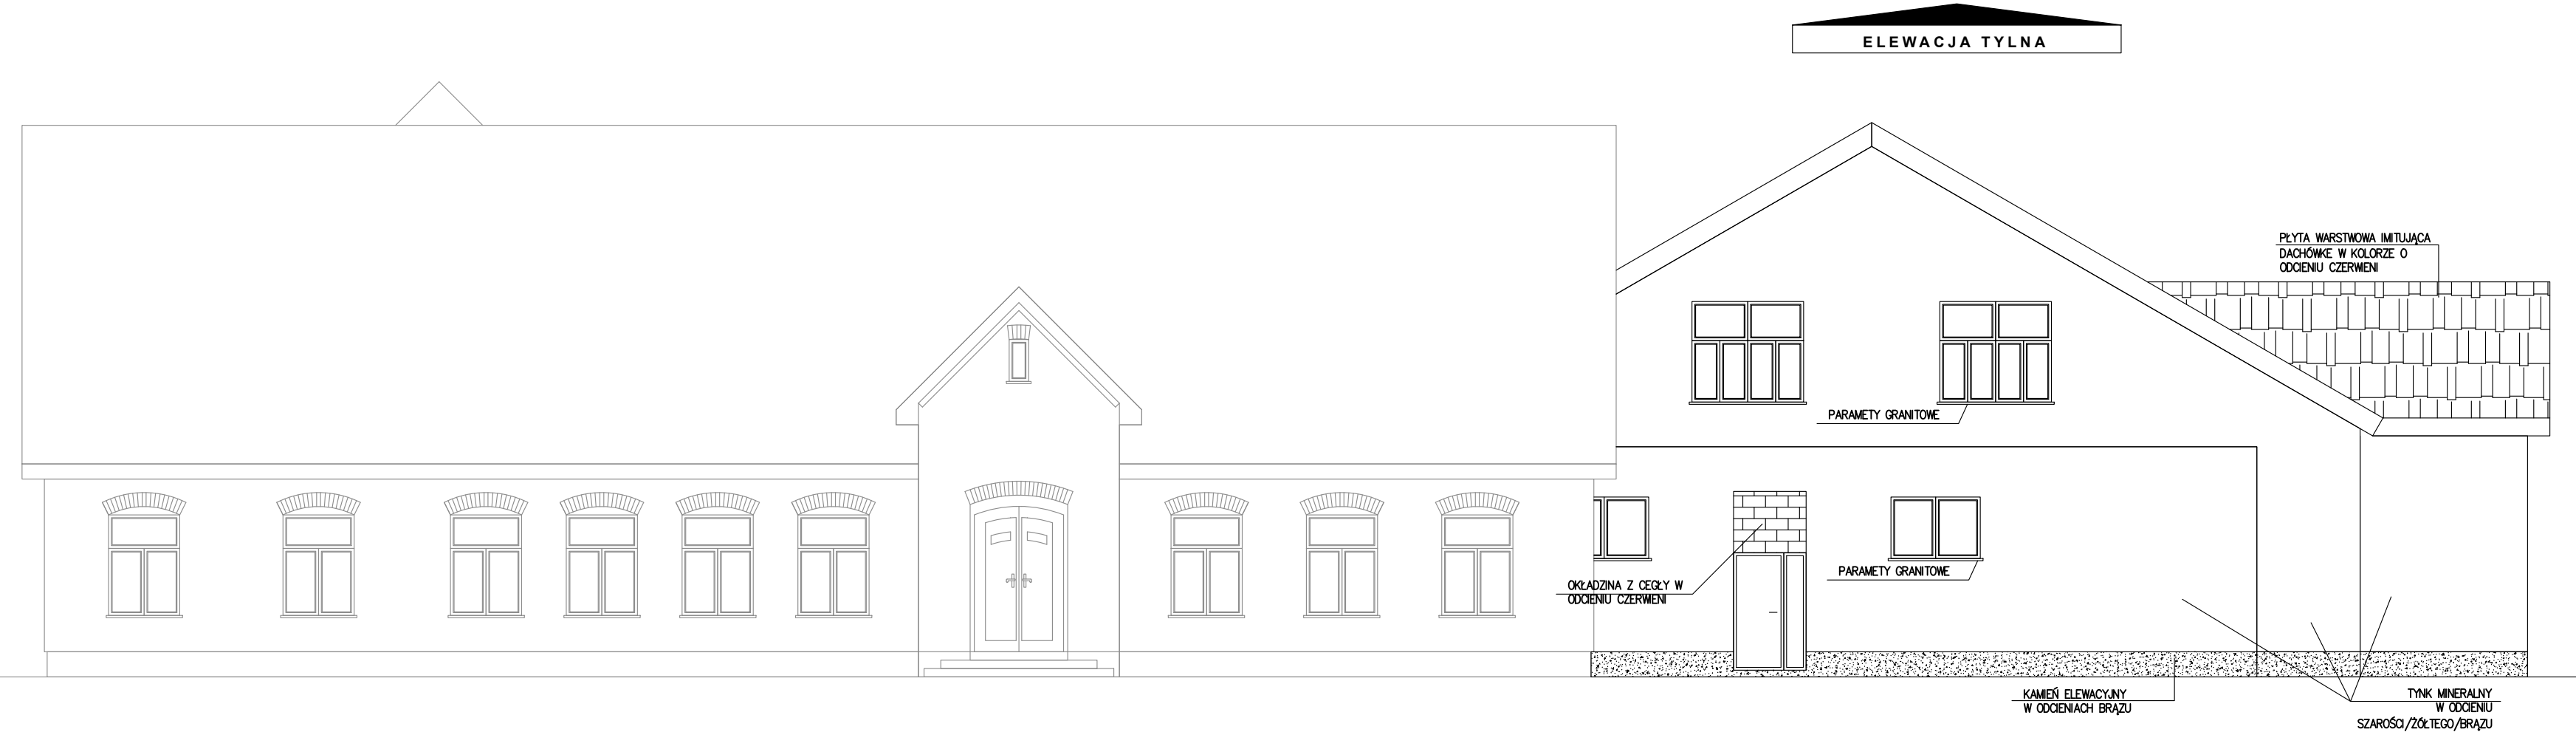 ELEWACJA TYLNA
PŁYTA WARSTWOWA IMITUJĄCA
DACHÓWKE W KOLORZE O
ODCIENIU CZERWIENI
PARAMETY GRANITOWE
PARAMETY GRANITOWE
OKŁADZINA Z CEGŁY W
ODCIENIU CZERWIENI
KAMIEŃ ELEWACYJNY
W ODCIENIACH BRĄZU
TYNK MINERALNY
W ODCIENIU
SZAROŚCI/ŻÓŁTEGO/BRĄZU